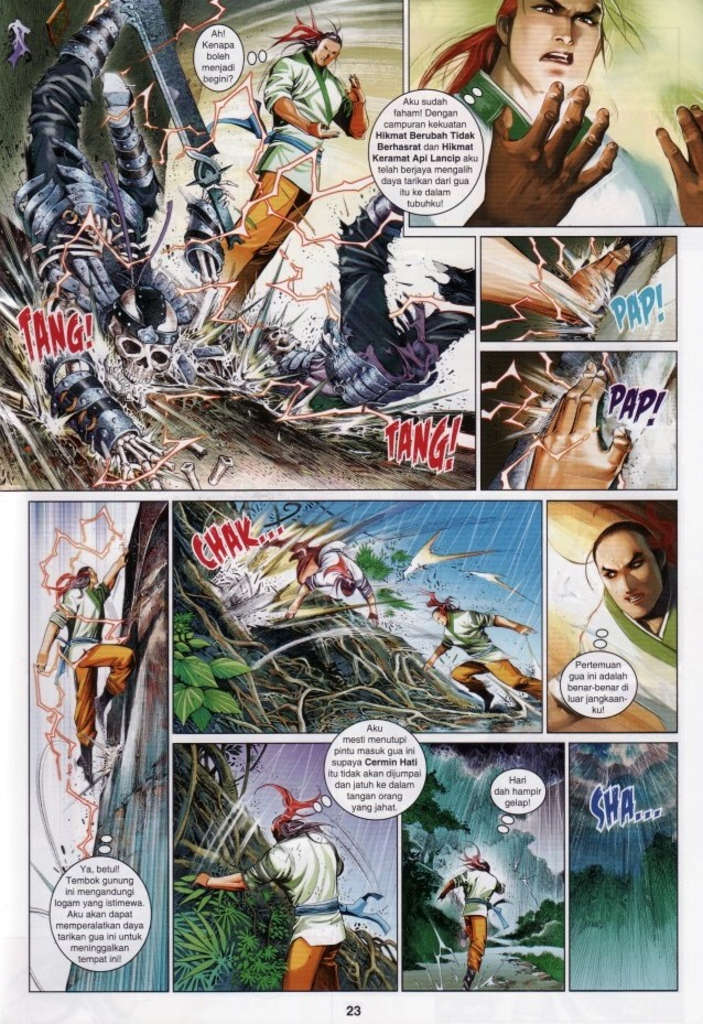 Ah!
Kenapa
boleh
menjadi
begini?
Aku sudah
faham! Dengan
campuran kekuatan
Hikmat Berubah Tidak
Berhasrat dan Hikmat
Keramat Api Lancip aku
telah berjaya mengalih
daya tarikan dari gua
itu ke dalam
tubuhku!
TANG!
TANG!
PAP!
PAP!
Ya, betul!
Tembok gunung
ini mengandungi
logam yang istimewa.
Aku akan dapat
memperalatkan daya
tarikan gua ini untuk
meninggalkan
tempat ini!
CHAK...
Pertemuan
gua ini adalah
benar-benar di
luar jangkaan-
ku!
Aku
mesti menutupi
pintu masuk gua ini
supaya Cermin Hati
itu tidak akan dijumpai
dan jatuh ke dalam
tangan orang
yang jahat.
Hari
dah hampir
gelap!
SHA...
23